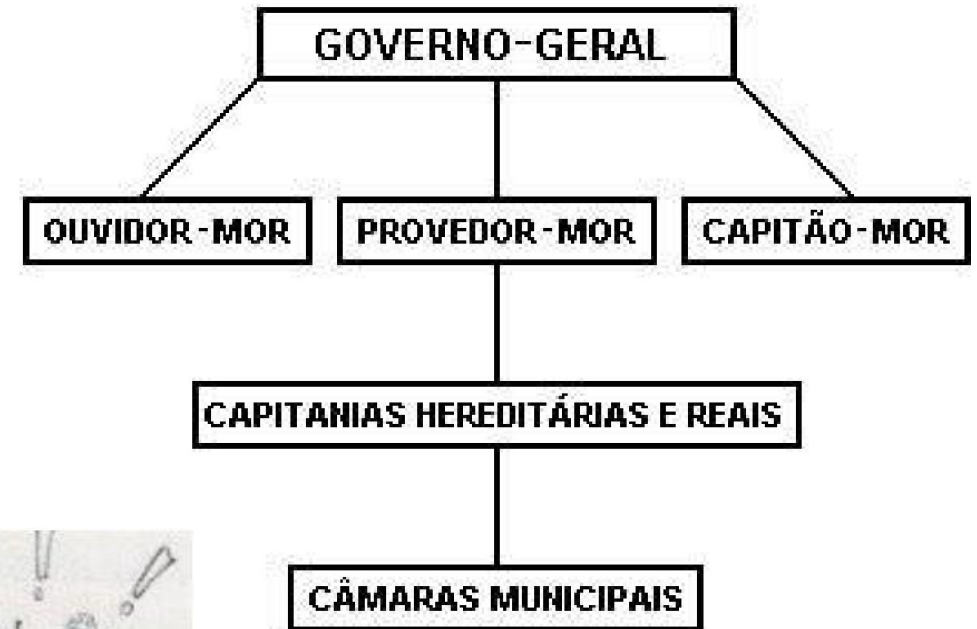 GOVERNO-GERAL
OUVIDOR-MOR
PROVEDOR-MOR
CAPITÃO-MOR
CAPITANIAS HEREDITÁRIAS E REAIS
CÂMARAS MUNICIPAIS